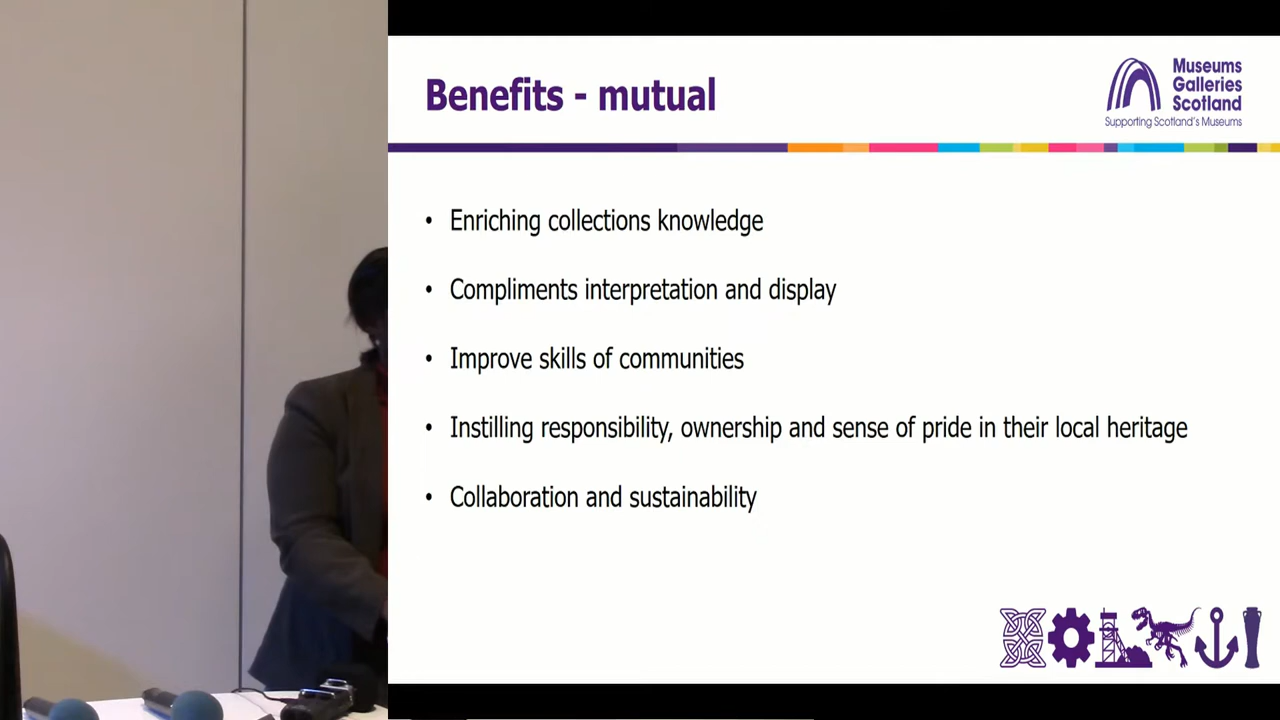 Benefits - mutual
Museums
Galleries
Scotland
Supporting Scotland's Museums
• Enriching collections knowledge
• Compliments interpretation and display
• Improve skills of communities
• Instilling responsibility, ownership and sense of pride in their local heritage
• Collaboration and sustainability